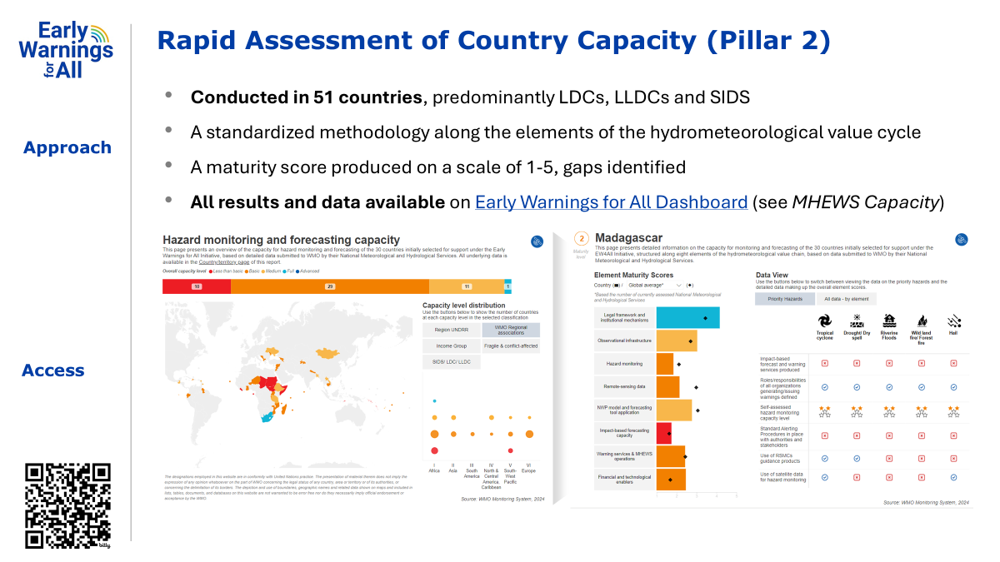 Early
Warnings
for All
Rapid Assessment of Country Capacity (Pillar 2)
Approach
Access
• Conducted in 51 countries, predominantly LDCs, LLDCs and SIDS
• A standardized methodology along the elements of the hydrometeorological value cycle
• A maturity score produced on a scale of 1-5, gaps identified
• All results and data available on Early Warnings for All Dashboard (see MHEWS Capacity)
Hazard monitoring and forecasting capacity
This page presents an overview of the capacity for hazard monitoring and forecasting of the 30 countries initially selected for support under the Early
Warnings for All Initiative, based on detailed data submitted to WMO by their National Meteorological and Hydrological Services. All underlying data is
available in the Country/territory page of this report.
Overall capacity level Less than basic Basic Medium Full Advanced
10 29 11 1
Capacity level distribution
Use the buttons below to show the number of countries
at each capacity level in the selected classification
Region UNDRR
WMO Regional
associations
Income Group
Fragile & conflict-affected
SIDS/ LDC/ LLDC
I
Africa
II
Asia
III
South
America
IV
North &
Central
America,
Caribbean
V
South-
West
Pacific
VI
Europe
The designations employed in this website are in conformity with United Nations practice. The presentation of material therein does not imply the
expression of any opinion whatsoever on the part of WMO concerning the legal status of any country, area or territory or of its authorities, or
concerning the delimitation of its borders. The depiction and use of boundaries, geographic names and related data shown on maps and included in
lists, tables, documents, and databases on this website are not warranted to be error free nor do they necessarily imply official endorsement or
acceptance by the WMO.
Source: WMO Monitoring System, 2024
2
Maturity
level
Madagascar
This page presents detailed information on the capacity for monitoring and forecasting of the 30 countries initially selected for support under the
EW4All Initiative, structured along eight elements of the hydrometeorological value chain, based on data submitted to WMO by their National
Meteorological and Hydrological Services.
Element Maturity Scores
Country (■) / Global average* (◆)
*Based the number of currently assessed National Meteorological
and Hydrological Services
Legal framework and
institutional mechanisms
Observational infrastructure
Hazard monitoring
Remote-sensing data
NWP model and forecasting
tool application
Impact-based forecasting
capacity
Warning services & MHEWS
operations
Financial and technological
enablers
Data View
Use the buttons below to switch between viewing the data on the priority hazards and the
detailed data making up the overall element scores.
Priority Hazards
All data - by element
Tropical
cyclone
Drought/ Dry
spell
Riverine
Floods
Wild land
fire/ Forest
fire
Hail
Impact-based
forecast and warning
services produced
Roles/responsibilities
of all organizations
generating/issuing
warnings defined
Self-assessed
hazard monitoring
capacity level
Standard Alerting
Procedures in place
with authorities and
stakeholders
Use of RSMCs
guidance products
Use of satellite data
for hazard monitoring
Source: WMO Monitoring System, 2024
bitly